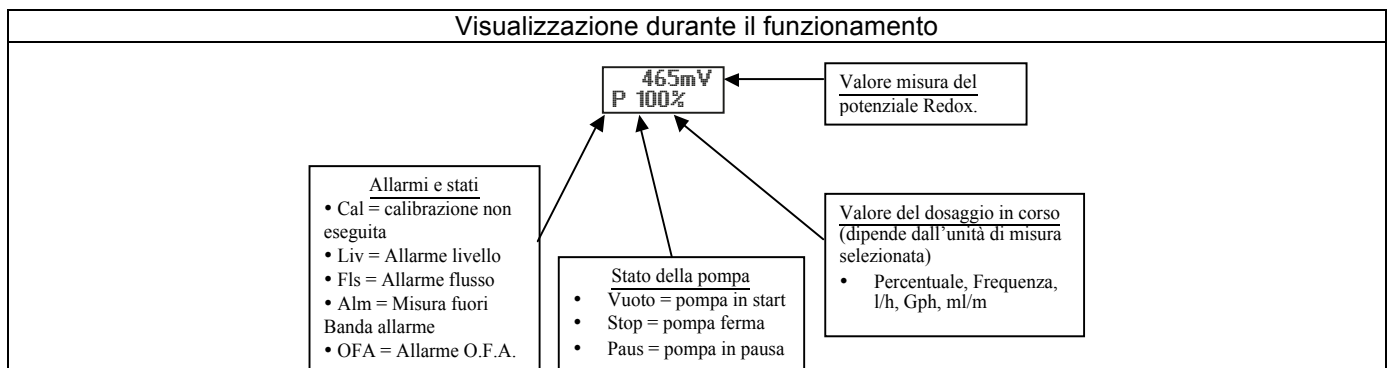 Visualizzazione durante il funzionamento
465mV
P 100%
Valore misura del
potenziale Redox.
Allarmi e stati
• Cal = calibrazione non
eseguita
• Liv = Allarme livello
• Fls = Allarme flusso
• Alm = Misura fuori
Banda allarme
• OFA = Allarme O.F.A.
Stato della pompa
• Vuoto = pompa in start
• Stop = pompa ferma
• Paus = pompa in pausa
Valore del dosaggio in corso
(dipende dall'unità di misura
selezionata)
• Percentuale, Frequenza,
l/h, Gph, ml/m